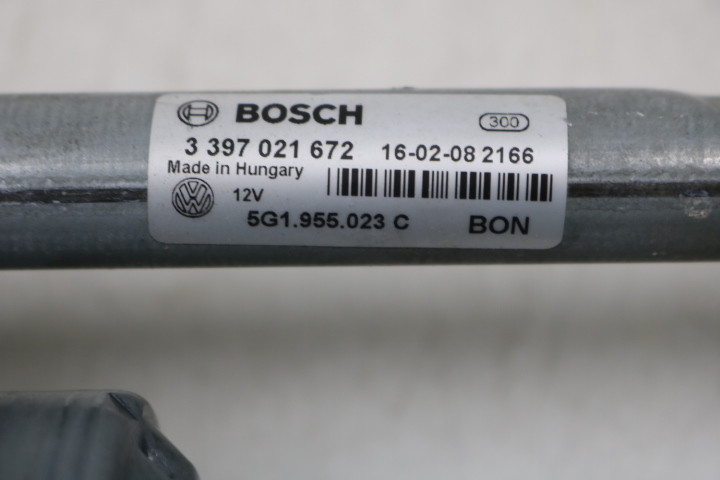 BOSCH 300
3 397 021 672 16-02-08 2166
Made in Hungary
12V
5G1.955.023 C BON